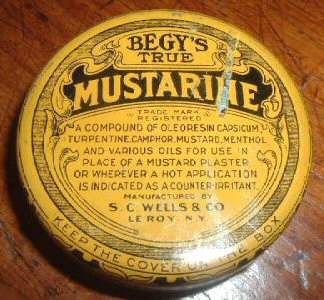 BEGY'S
TRUE
MUSTARINE
TRADE MARK
REGISTERED
A COMPOUND OF OLEORESIN CAPSICUM,
TURPENTINE, CAMPHOR, MUSTARD, MENTHOL
AND VARIOUS OILS FOR USE IN
PLACE OF A MUSTARD PLASTER
OR WHEREVER A HOT APPLICATION
IS INDICATED AS A COUNTER-IRRITANT.
MANUFACTURED BY
S. C. WELLS & CO
LE ROY, N.Y.
KEEP THE COVER ON THE BOX